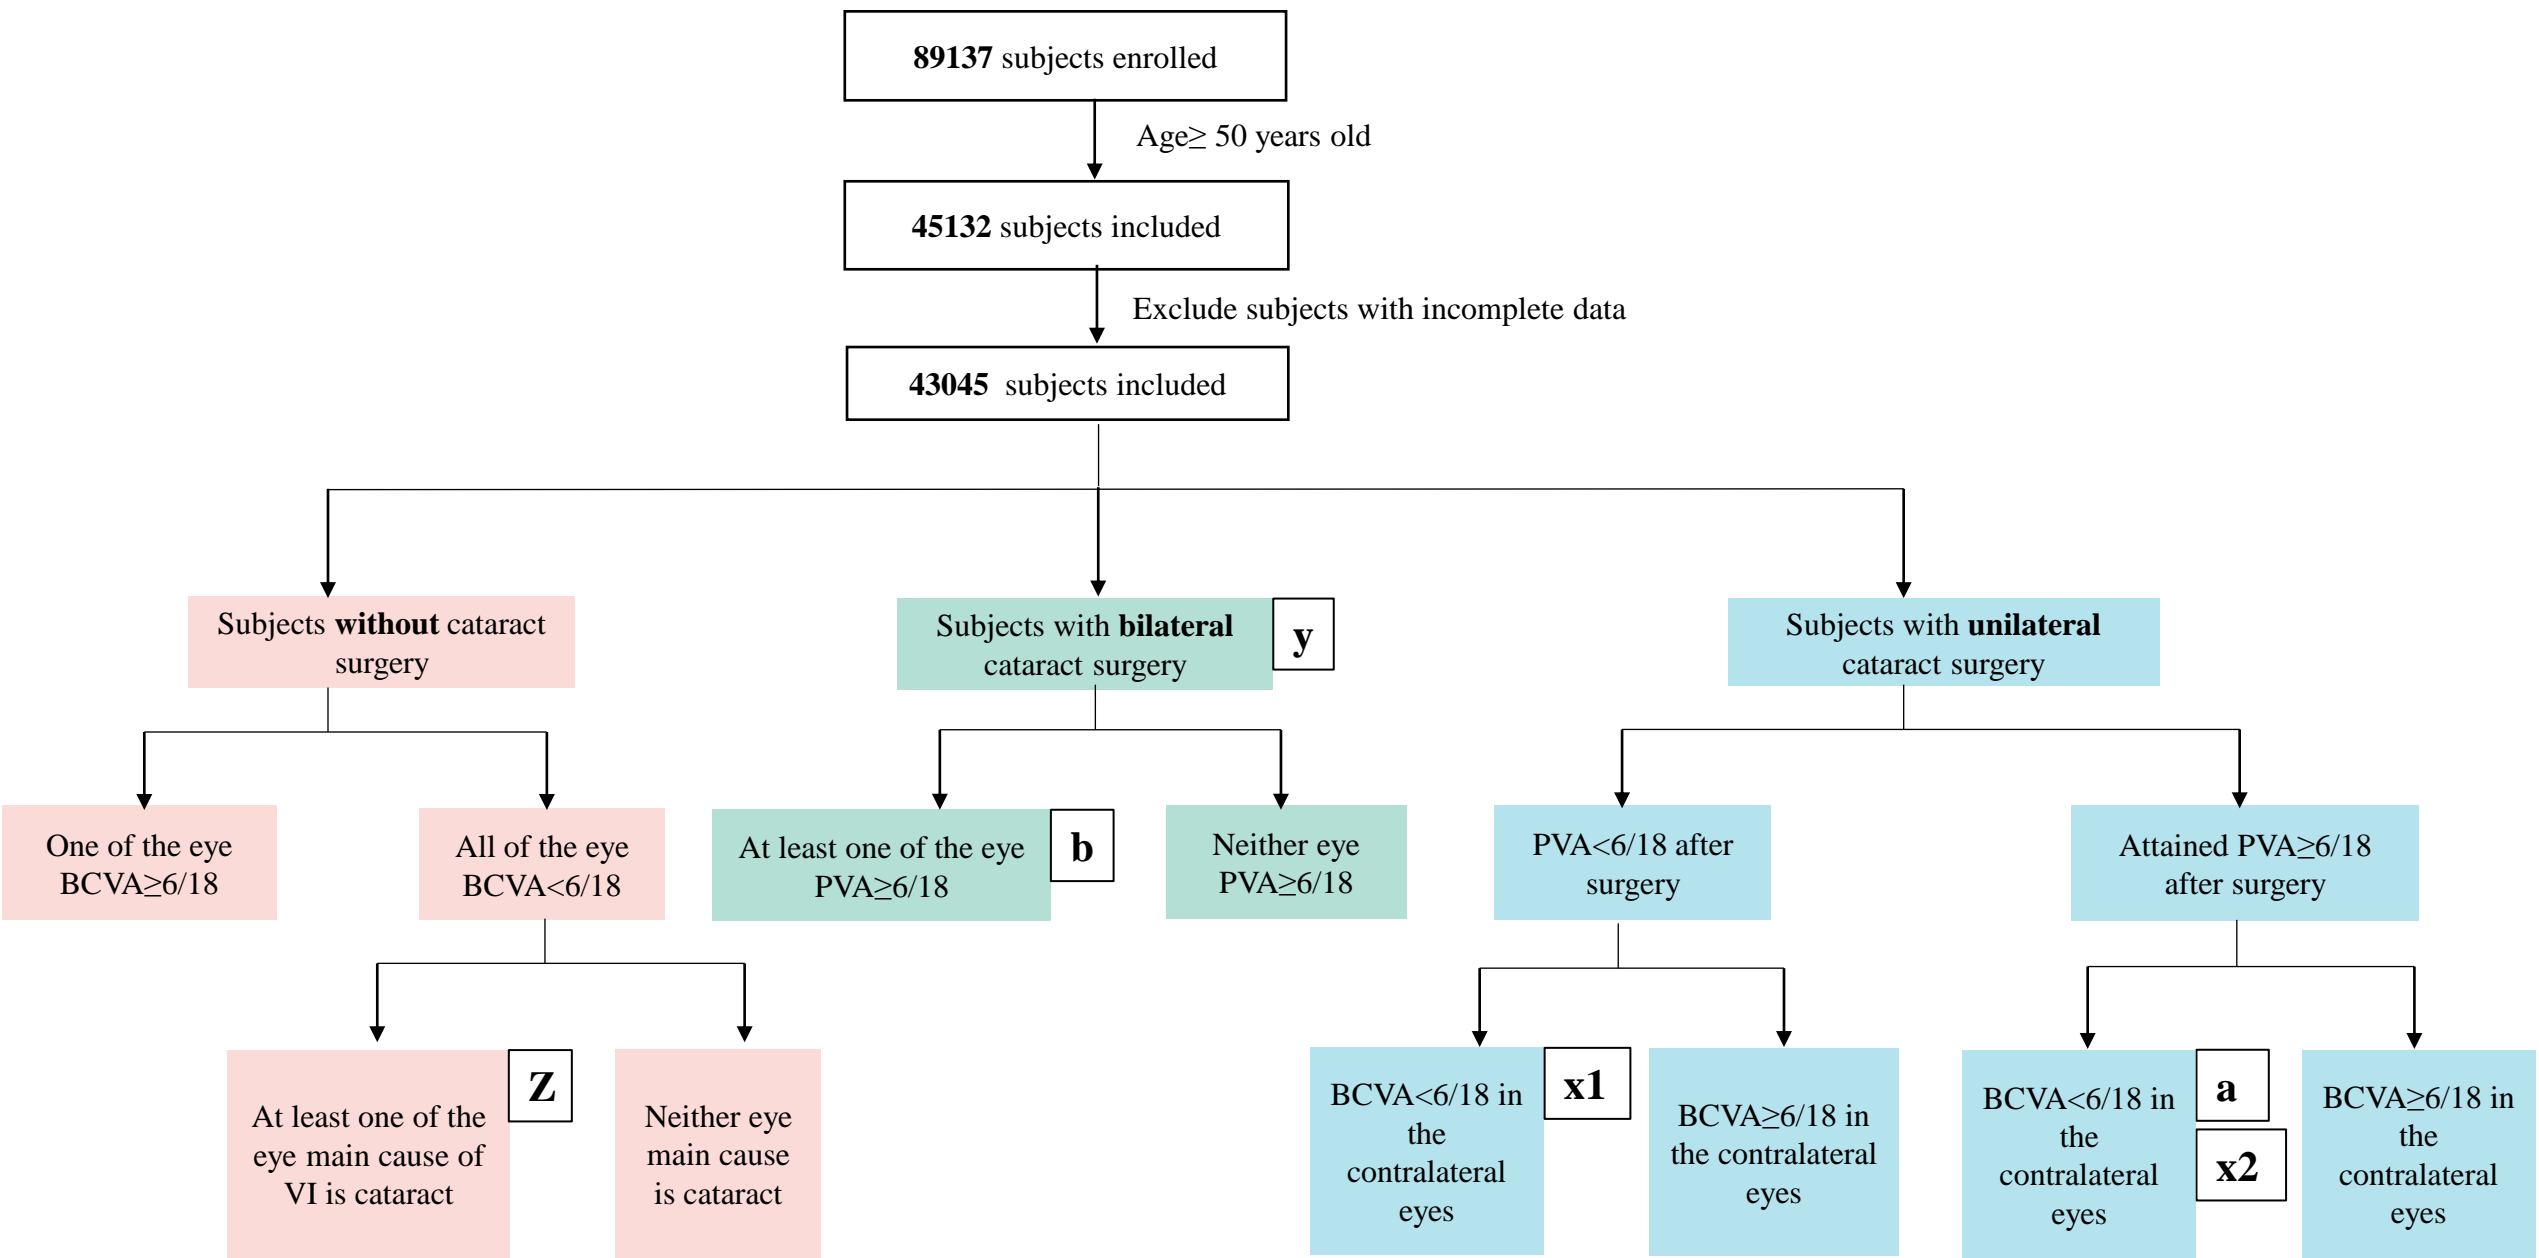 89137 subjects enrolled
Age≥ 50 years old
45132 subjects included
Exclude subjects with incomplete data
43045 subjects included
Subjects without cataract
surgery
Subjects with bilateral
cataract surgery
y
Subjects with unilateral
cataract surgery
One of the eye
BCVA≥6/18
All of the eye
BCVA<6/18
At least one of the eye
PVA≥6/18
b
Neither eye
PVA≥6/18
PVA<6/18 after
surgery
Attained PVA≥6/18
after surgery
At least one of the
eye main cause of
VI is cataract
Z
Neither eye
main cause
is cataract
BCVA<6/18 in
the
contralateral
eyes
x1
BCVA≥6/18 in
the contralateral
eyes
BCVA<6/18 in
the
contralateral
eyes
a
x2
BCVA≥6/18 in
the
contralateral
eyes